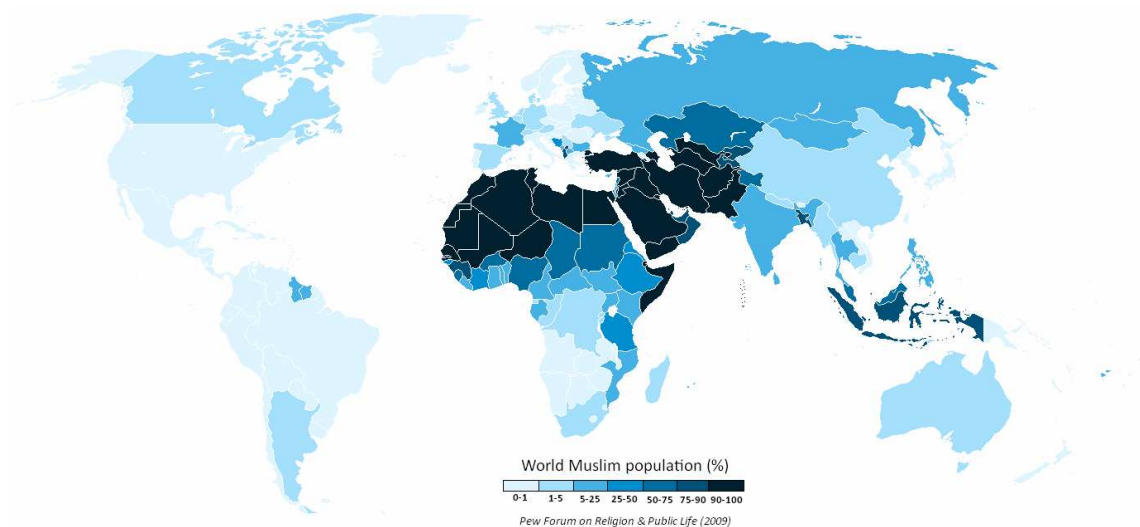 World Muslim population (%)
0-1 1-5 5-25 25-50 50-75 75-90 90-100
Pew Forum on Religion & Public Life (2009)